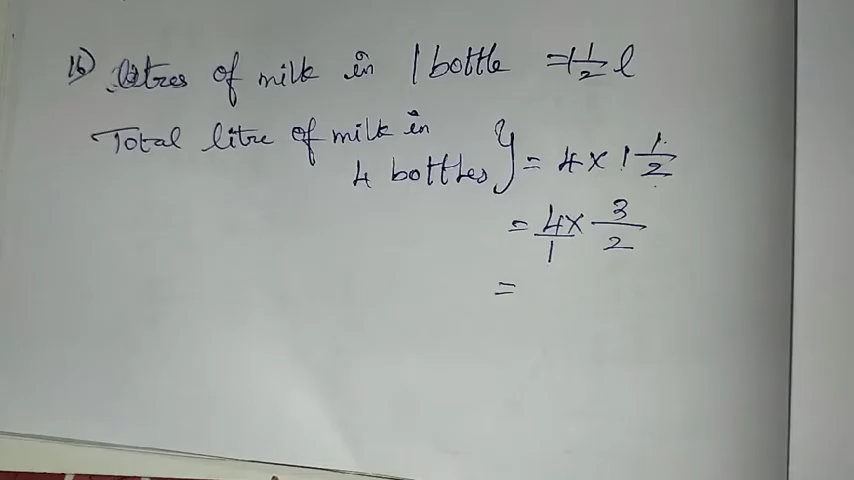 16) litres of milk in 1 bottle = 1 1/2 l
Total litre of milk in
4 bottles } = 4 x 1 1/2
= 4/1 x 3/2
=